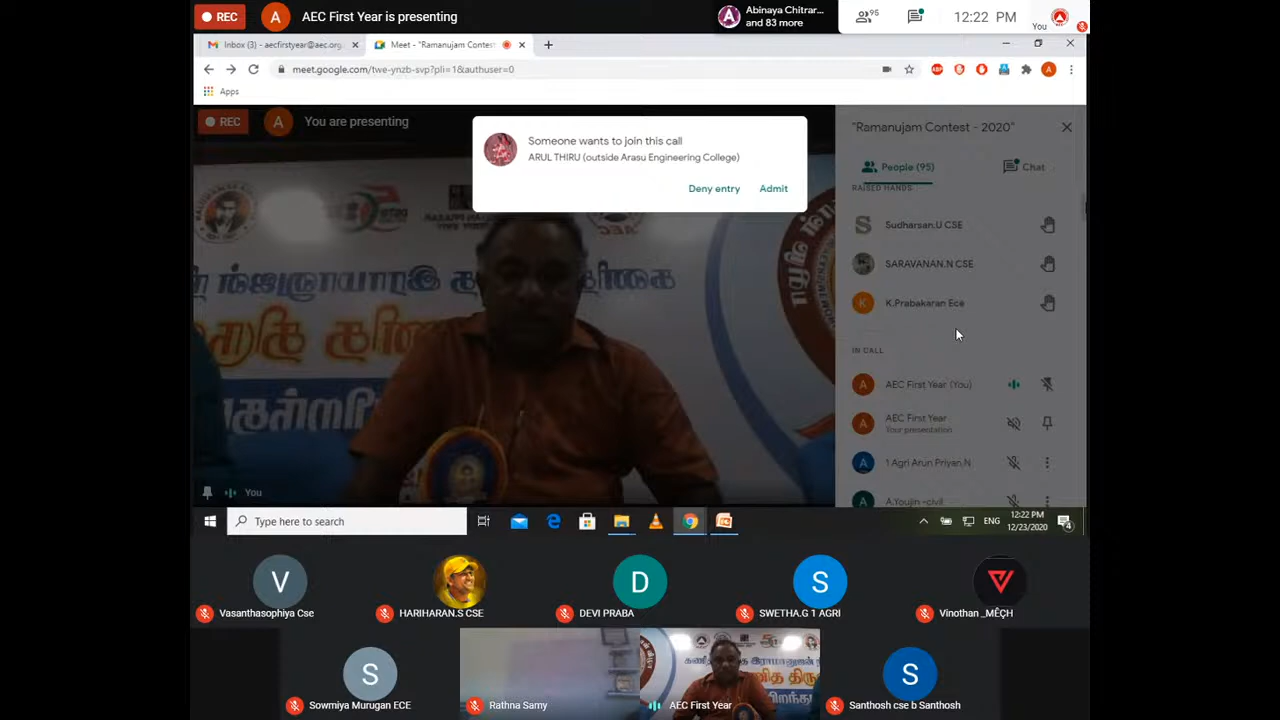 REC
A
AEC First Year is presenting
Abinaya Chitrar...
and 83 more
95
12:22 PM
You
Inbox (3) - aecfirstyear@aec.org.
Meet - "Ramanujam Contest
meet.google.com/twe-ynzb-svp?pli=1&authuser=0
ABP
A
Apps
REC
A
You are presenting
Someone wants to join this call
ARUL THIRU (outside Arasu Engineering College)
Deny entry
Admit
"Ramanujam Contest - 2020"
People (95)
Chat
RAISED HANDS
S
Sudharsan.U CSE
SARAVANAN.N CSE
K
K.Prabakaran Ece
IN CALL
A
AEC First Year (You)
A
AEC First Year
Your presentation
A
1 Agri Arun Priyan.N
A
A.Youjin -civil
You
Type here to search
ENG
12:22 PM
12/23/2020
4
V
Vasanthasophiya Cse
HARIHARAN.S CSE
D
DEVI PRABA
S
SWETHA.G 1 AGRI
Vinothan _MÊÇH
S
Sowmiya Murugan ECE
Rathna Samy
AEC First Year
S
Santhosh cse b Santhosh